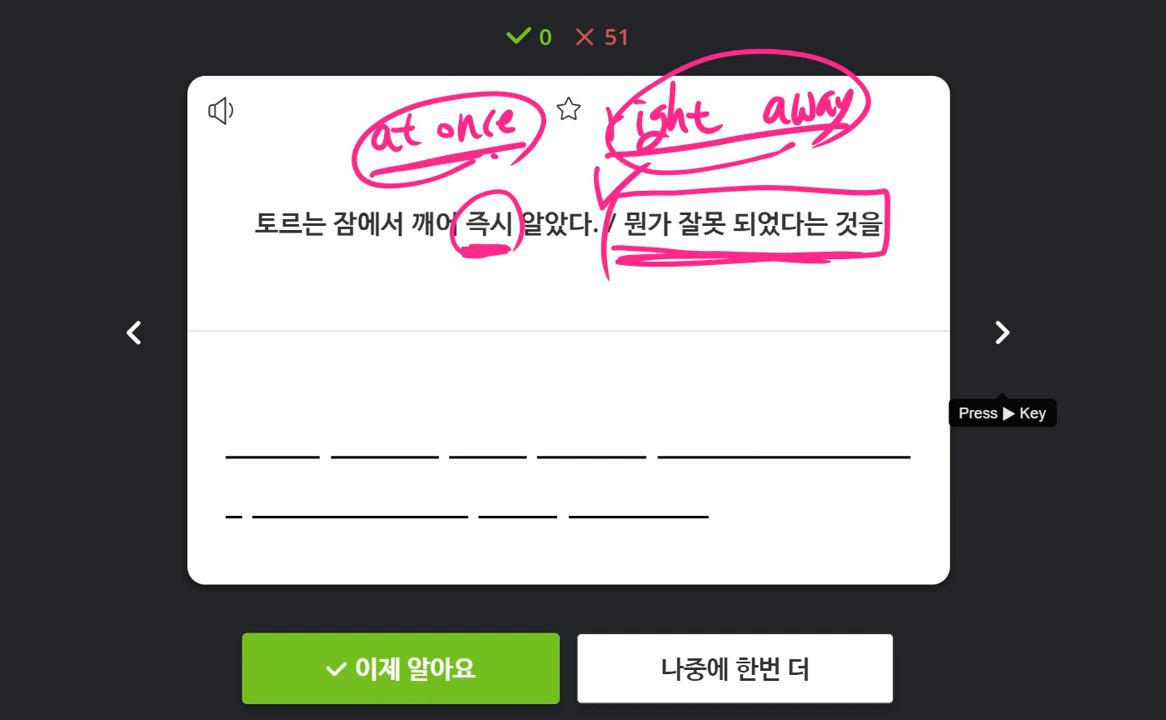 0 51
at once right away
토르는 잠에서 깨어 즉시 알았다. / 뭔가 잘못 되었다는 것을
Press ▶ Key
이제 알아요 나중에 한번 더